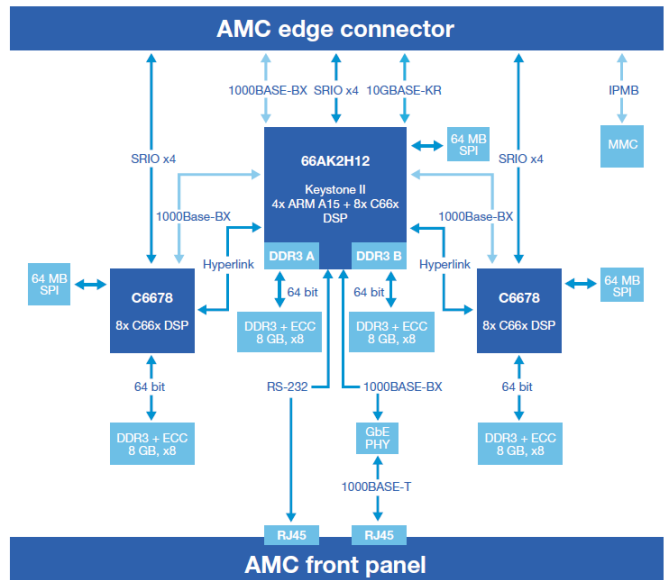 AMC edge connector
1000BASE-BX SRIO x4 10GBASE-KR
IPMB
64 MB
SPI
MMC
SRIO x4
SRIO x4
66AK2H12
Keystone II
4x ARM A15 + 8x C66x
DSP
1000Base-BX
1000Base-BX
DDR3 A
DDR3 B
Hyperlink
Hyperlink
64 MB
SPI
C6678
8x C66x DSP
64 bit
64 bit
C6678
8x C66x DSP
64 MB
SPI
DDR3 + ECC
8 GB, x8
DDR3 + ECC
8 GB, x8
64 bit
RS-232
1000BASE-BX
64 bit
DDR3 + ECC
8 GB, x8
GbE
PHY
DDR3 + ECC
8 GB, x8
1000BASE-T
RJ45
RJ45
AMC front panel